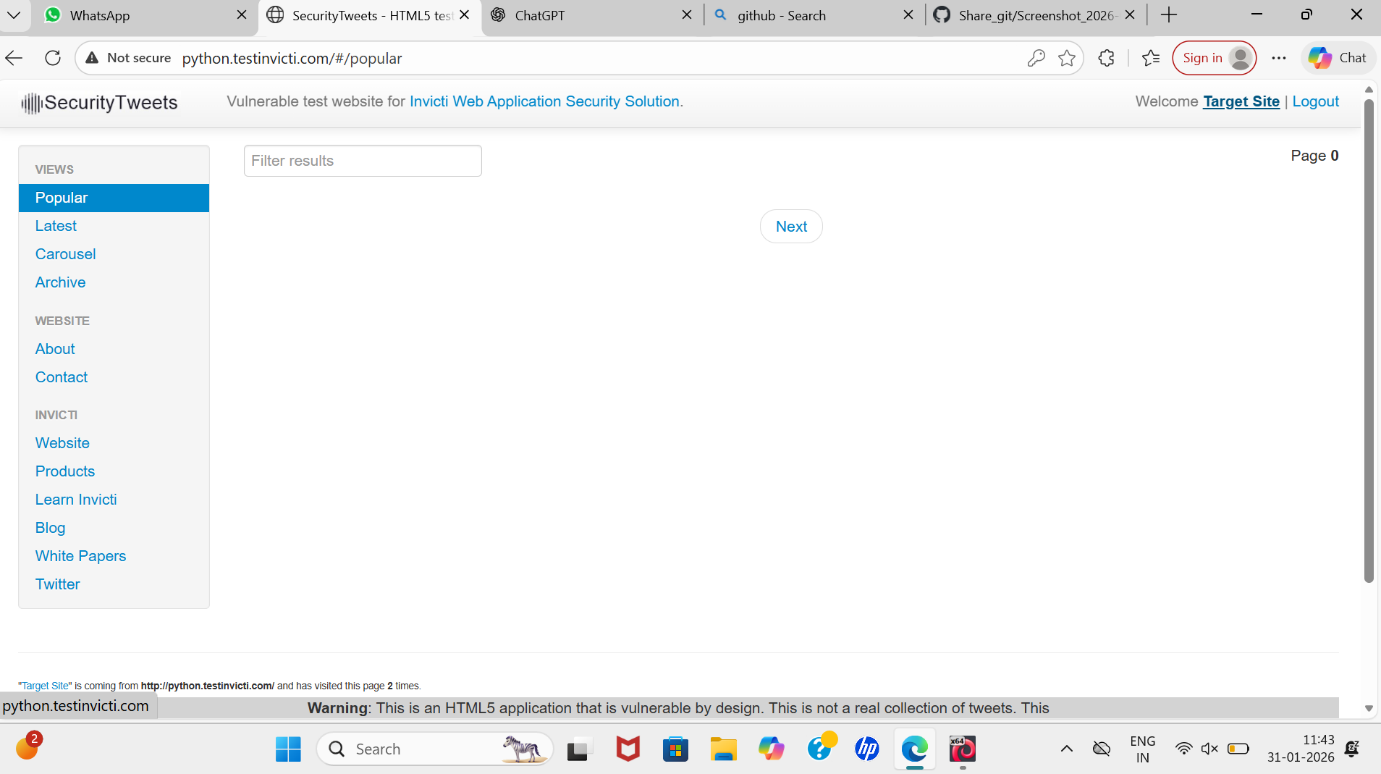 WhatsApp
SecurityTweets - HTML5 test
ChatGPT
github - Search
Share_git/Screenshot_2026-
Not secure python.testinvicti.com/#/popular
Sign in
Chat
SecurityTweets
Vulnerable test website for Invicti Web Application Security Solution.
Welcome Target Site | Logout
VIEWS
Popular
Latest
Carousel
Archive
WEBSITE
About
Contact
INVICTI
Website
Products
Learn Invicti
Blog
White Papers
Twitter
Filter results
Page 0
Next
"Target Site" is coming from http://python.testinvicti.com/ and has visited this page 2 times.
python.testinvicti.com
Warning: This is an HTML5 application that is vulnerable by design. This is not a real collection of tweets. This
2
Search
x64
ENG
IN
11:43
31-01-2026